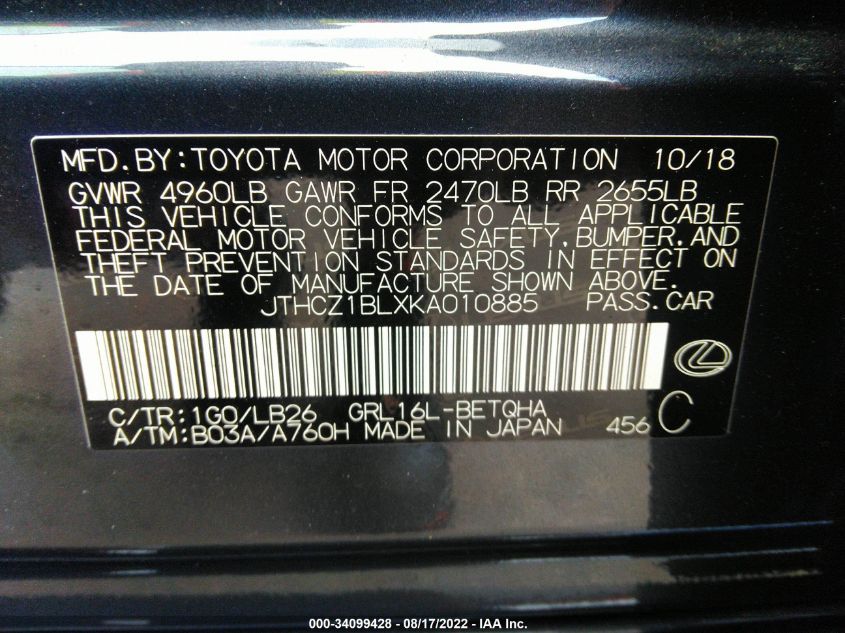 MFD.BY:TOYOTA MOTOR CORPORATION 10/18
GVWR 4960LB GAWR FR 2470LB RR 2655LB
THIS VEHICLE CONFORMS TO ALL APPLICABLE
FEDERAL MOTOR VEHICLE SAFETY,BUMPER,AND
THEFT PREVENTION STANDARDS IN EFFECT ON
THE DATE OF MANUFACTURE SHOWN ABOVE.
JTHCZ1BLXKA010885 PASS.CAR
C/TR:1G0/LB26 GRL16L-BETQHA
A/TM:B03A/A760H MADE IN JAPAN 456 C
000-34099428 - 08/17/2022 - IAA Inc.